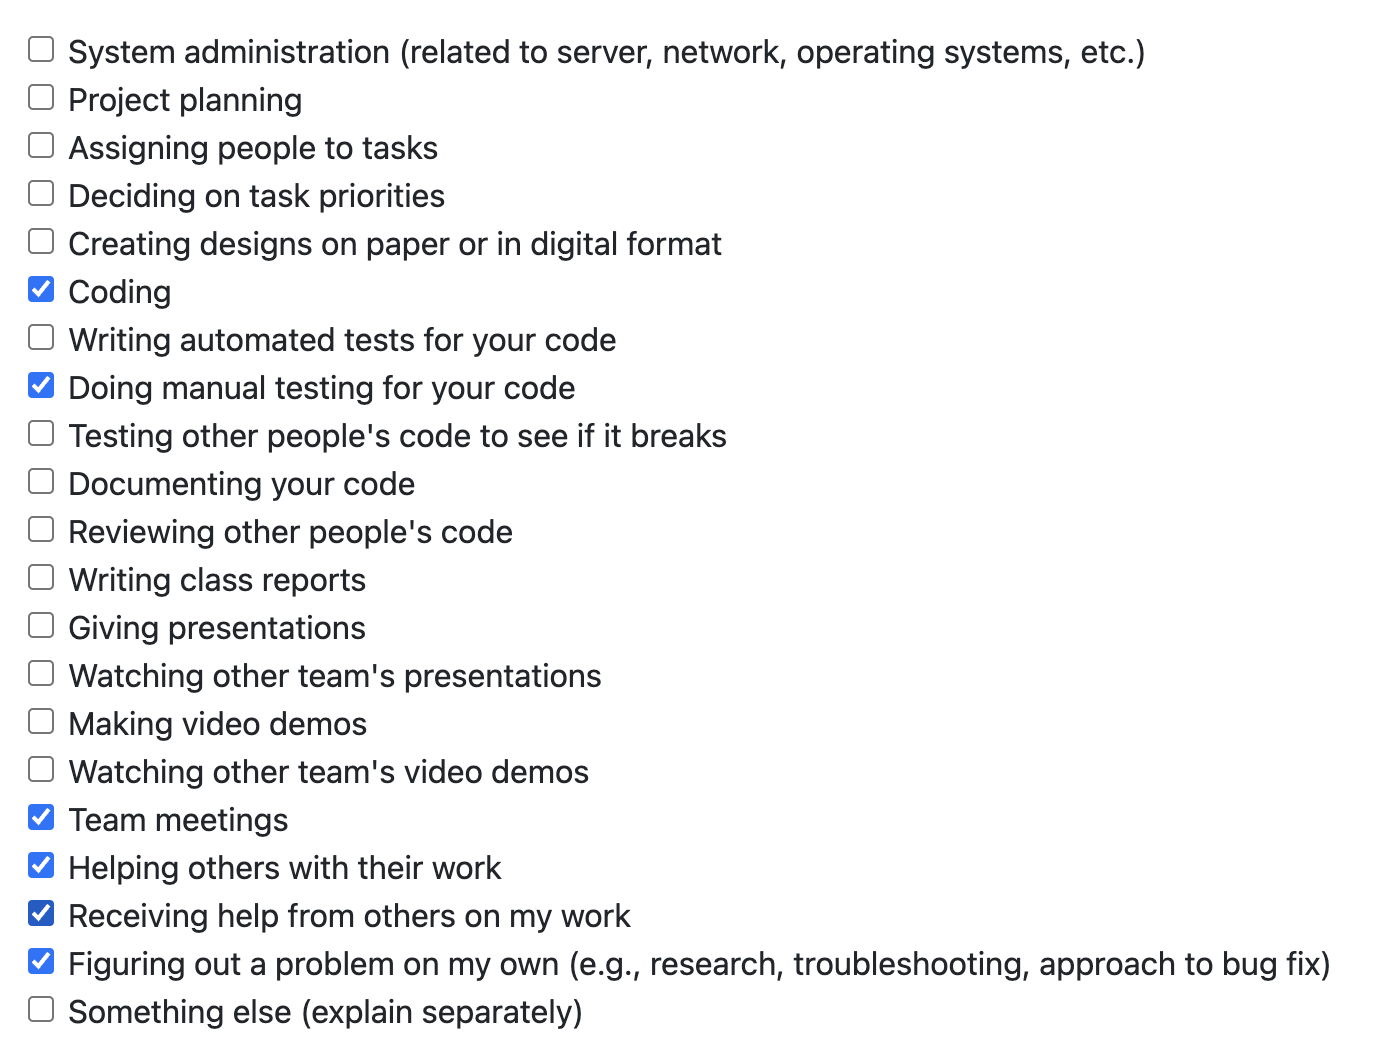 System administration (related to server, network, operating systems, etc.)
Project planning
Assigning people to tasks
Deciding on task priorities
Creating designs on paper or in digital format
Coding
Writing automated tests for your code
Doing manual testing for your code
Testing other people's code to see if it breaks
Documenting your code
Reviewing other people's code
Writing class reports
Giving presentations
Watching other team's presentations
Making video demos
Watching other team's video demos
Team meetings
Helping others with their work
Receiving help from others on my work
Figuring out a problem on my own (e.g., research, troubleshooting, approach to bug fix)
Something else (explain separately)